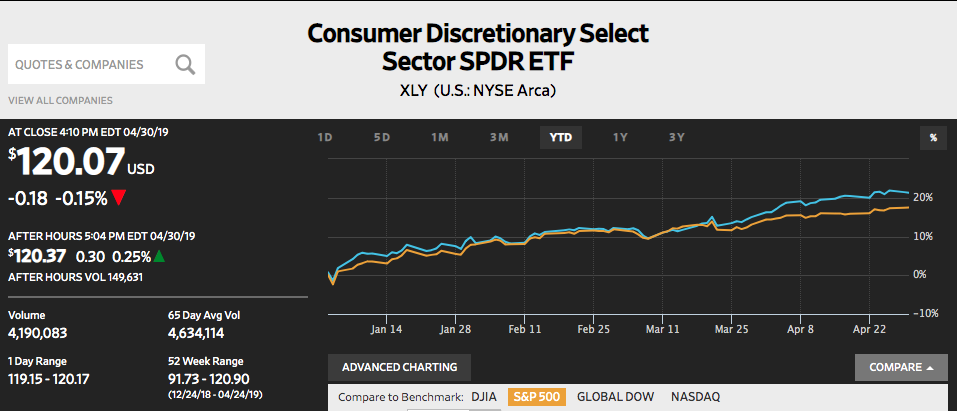 Consumer Discretionary Select
Sector SPDR ETF
XLY (U.S.: NYSE Arca)
QUOTES & COMPANIES
VIEW ALL COMPANIES
AT CLOSE 4:10 PM EDT 04/30/19
$120.07 USD
-0.18 -0.15%
AFTER HOURS 5:04 PM EDT 04/30/19
$120.37 0.30 0.25%
AFTER HOURS VOL 149,631
Volume 65 Day Avg Vol
4,190,083 4,634,114
1 Day Range 52 Week Range
119.15 - 120.17 91.73 - 120.90
(12/24/18 - 04/24/19)
1D 5D 1M 3M YTD 1Y 3Y %
20%
10%
0%
-10%
Jan 14 Jan 28 Feb 11 Feb 25 Mar 11 Mar 25 Apr 8 Apr 22
ADVANCED CHARTING COMPARE
Compare to Benchmark: DJIA S&P 500 GLOBAL DOW NASDAQ